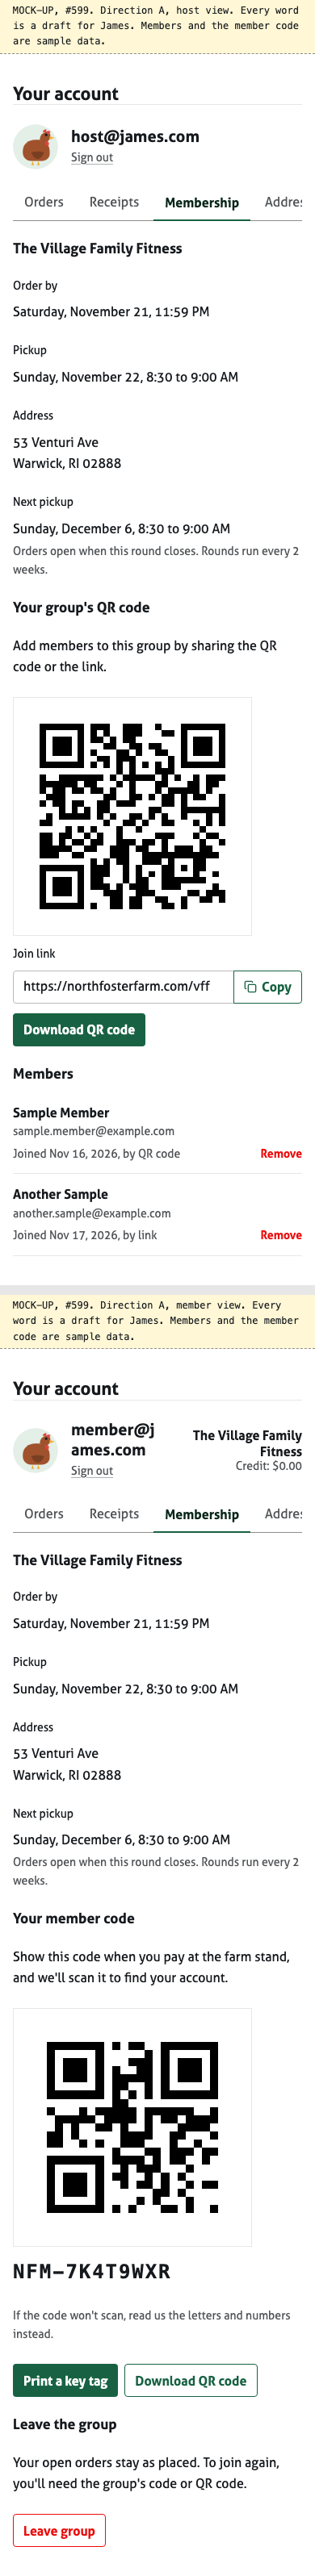 MOCK-UP, #599. Direction A, host view. Every word
is a draft for James. Members and the member code
are sample data.
Your account
host@james.com
Sign out
Orders Receipts Membership Addres
The Village Family Fitness
Order by
Saturday, November 21, 11:59 PM
Pickup
Sunday, November 22, 8:30 to 9:00 AM
Address
53 Venturi Ave
Warwick, RI 02888
Next pickup
Sunday, December 6, 8:30 to 9:00 AM
Orders open when this round closes. Rounds run every 2
weeks.
Your group's QR code
Add members to this group by sharing the QR
code or the link.
Join link
https://northfosterfarm.com/vff Copy
Download QR code
Members
Sample Member
sample.member@example.com
Joined Nov 16, 2026, by QR code Remove
Another Sample
another.sample@example.com
Joined Nov 17, 2026, by link Remove
MOCK-UP, #599. Direction A, member view. Every
word is a draft for James. Members and the member
code are sample data.
Your account
member@j
ames.com
Sign out
The Village Family
Fitness
Credit: $0.00
Orders Receipts Membership Addres
The Village Family Fitness
Order by
Saturday, November 21, 11:59 PM
Pickup
Sunday, November 22, 8:30 to 9:00 AM
Address
53 Venturi Ave
Warwick, RI 02888
Next pickup
Sunday, December 6, 8:30 to 9:00 AM
Orders open when this round closes. Rounds run every 2
weeks.
Your member code
Show this code when you pay at the farm stand,
and we'll scan it to find your account.
NFM-7K4T9WXR
If the code won't scan, read us the letters and numbers
instead.
Print a key tag Download QR code
Leave the group
Your open orders stay as placed. To join again,
you'll need the group's code or QR code.
Leave group